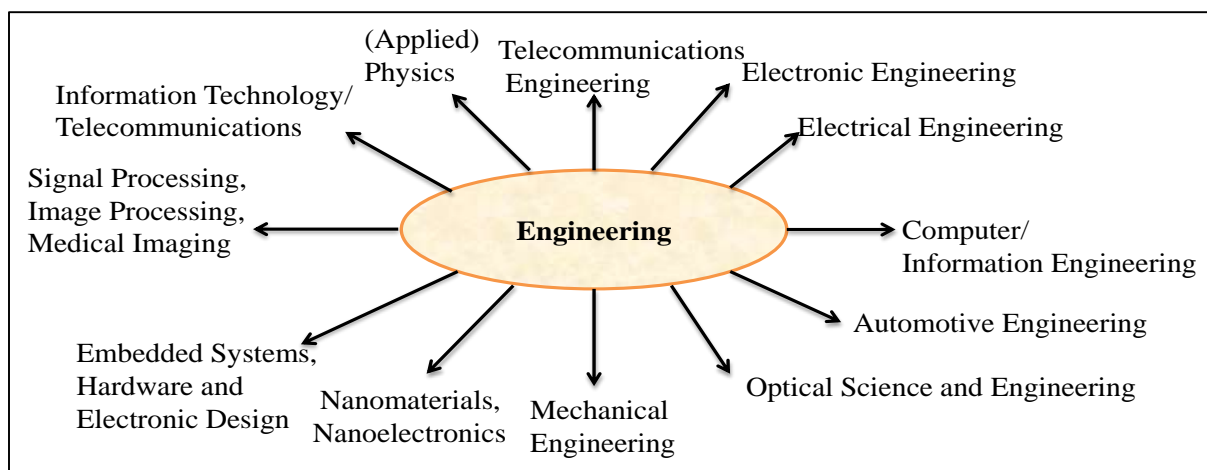 (Applied)
Physics
Telecommunications
Engineering
Electronic Engineering
Information Technology/
Telecommunications
Electrical Engineering
Signal Processing,
Image Processing,
Medical Imaging
Engineering
Computer/
Information Engineering
Automotive Engineering
Embedded Systems,
Hardware and
Electronic Design
Nanomaterials,
Nanoelectronics
Mechanical
Engineering
Optical Science and Engineering